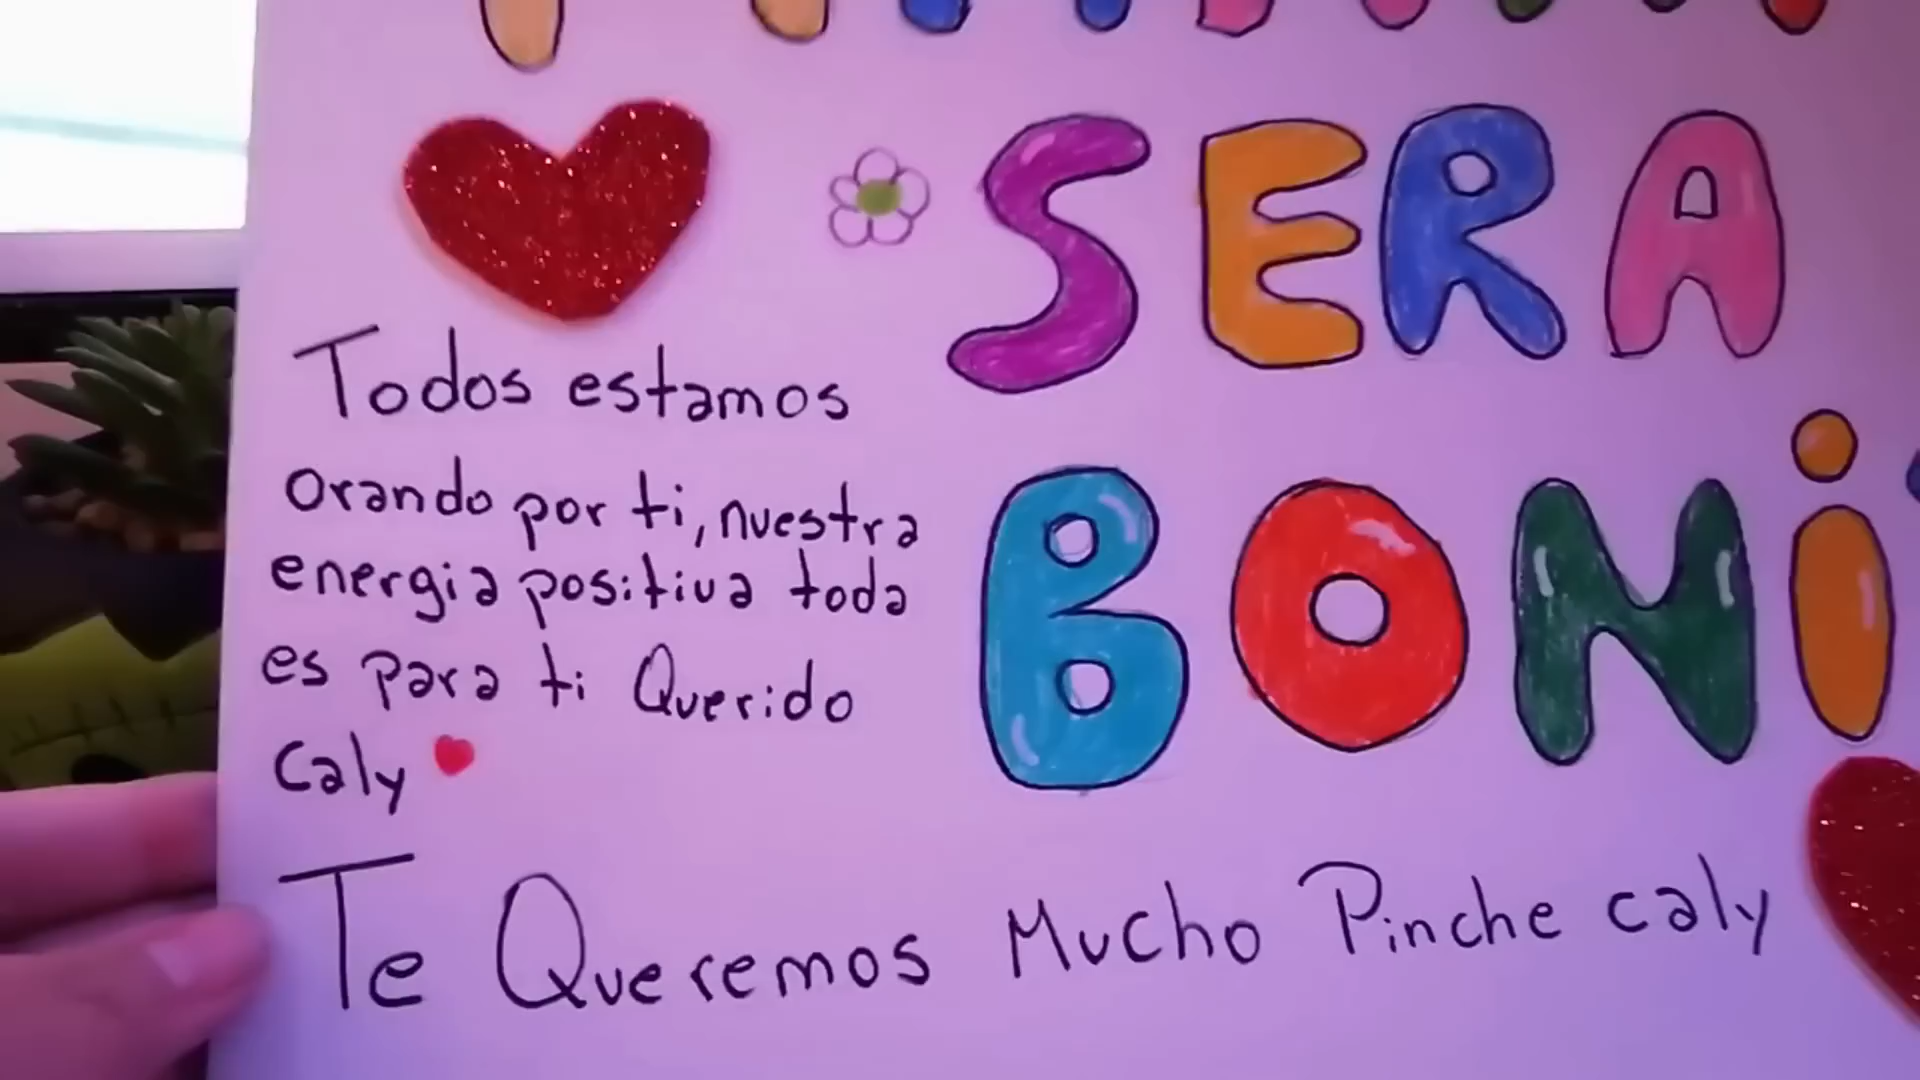 SERA
Todos estamos
orando por ti, nuestra
energia positiva toda
es para ti Querido
Caly
BONi
Te Queremos Mucho Pinche caly